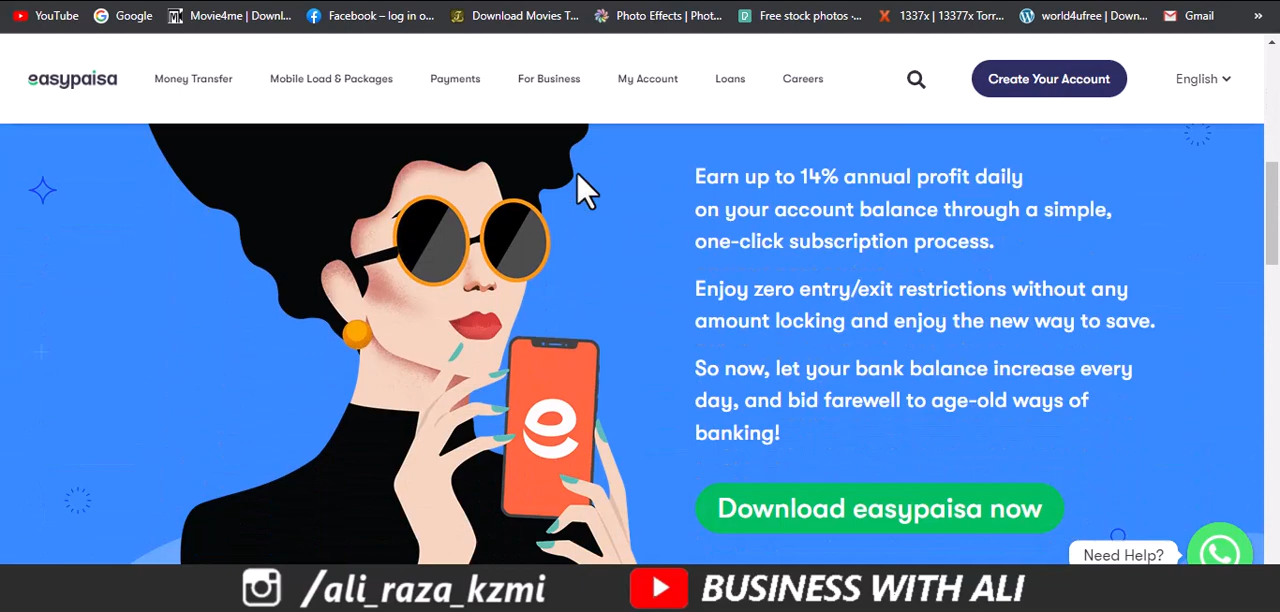 YouTube Google Movie4me | Downl... Facebook – log in o... Download Movies T... Photo Effects | Phot... Free stock photos -... 1337x | 13377x Torr... world4ufree | Down... Gmail »
easypaisa Money Transfer Mobile Load & Packages Payments For Business My Account Loans Careers Create Your Account English
Earn up to 14% annual profit daily
on your account balance through a simple,
one-click subscription process.
Enjoy zero entry/exit restrictions without any
amount locking and enjoy the new way to save.
So now, let your bank balance increase every
day, and bid farewell to age-old ways of
banking!
e
Download easypaisa now
Need Help?
/ali_raza_kzmi BUSINESS WITH ALI